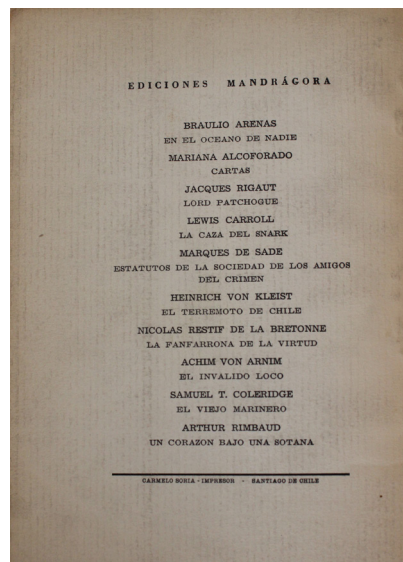 EDICIONES MANDRÁGORA
BRAULIO ARENAS
EN EL OCEANO DE NADIE
MARIANA ALCOFORADO
CARTAS
JACQUES RIGAUT
LORD PATCHOGUE
LEWIS CARROLL
LA CAZA DEL SNARK
MARQUES DE SADE
ESTATUTOS DE LA SOCIEDAD DE LOS AMIGOS
DEL CRIMEN
HEINRICH VON KLEIST
EL TERREMOTO DE CHILE
NICOLAS RESTIF DE LA BRETONNE
LA FANFARRONA DE LA VIRTUD
ACHIM VON ARNIM
EL INVALIDO LOCO
SAMUEL T. COLERIDGE
EL VIEJO MARINERO
ARTHUR RIMBAUD
UN CORAZON BAJO UNA SOTANA
CARMELO SORIA - IMPRESOR - SANTIAGO DE CHILE